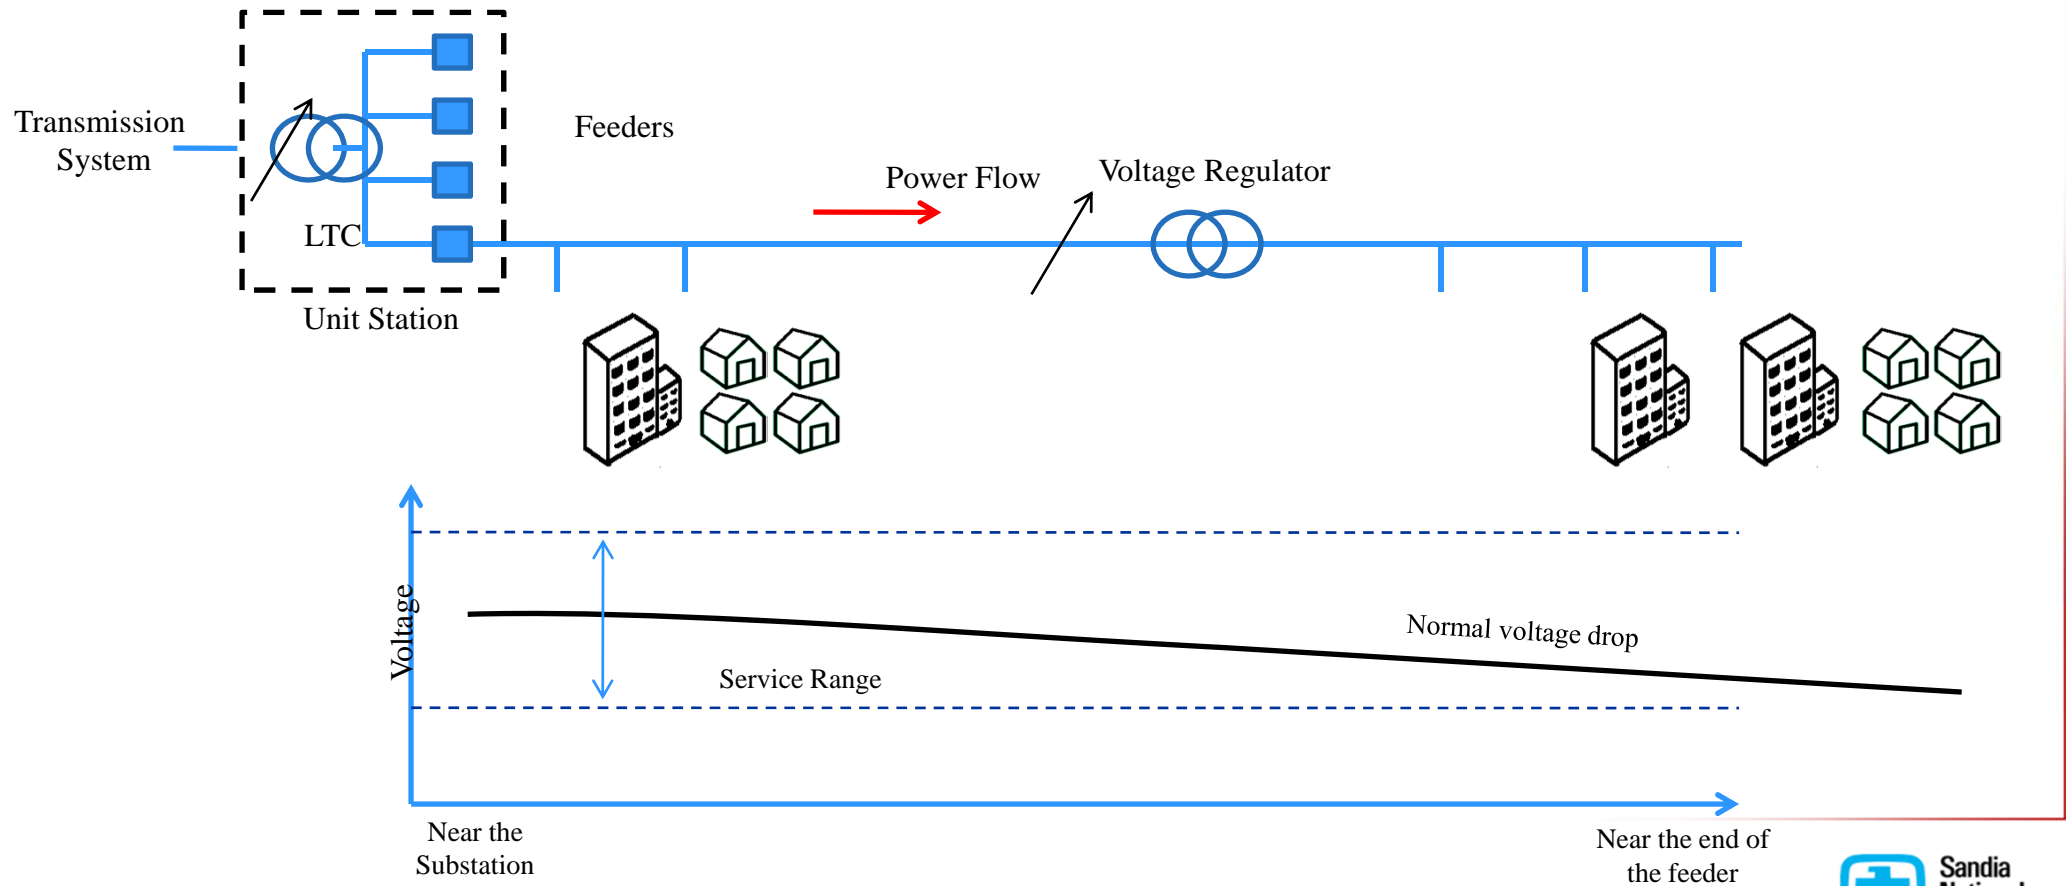 Transmission
System
LTC
Unit Station
Feeders
Power Flow
Voltage Regulator
Voltage
Normal voltage drop
Service Range
Near the
Substation
Near the end of
the feeder
Sandia